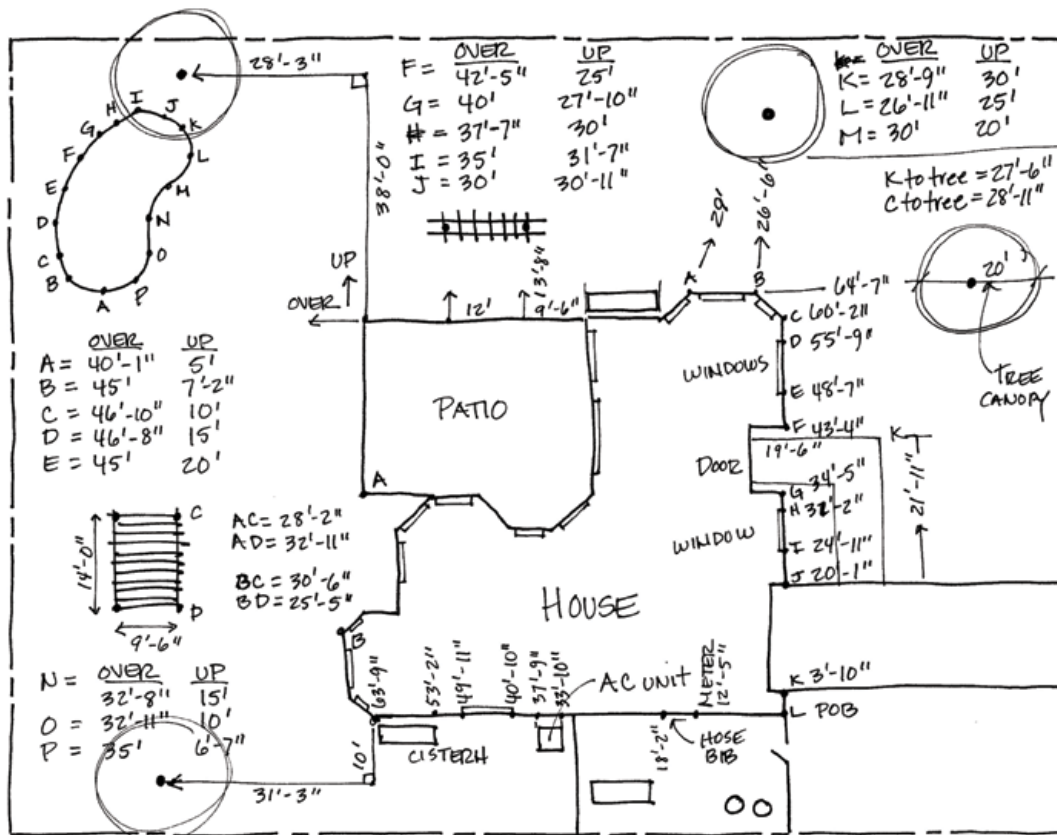 28'-3"
I
H
J
G
K
F
L
E
M
D
N
C
O
B
P
A
38'-0"
UP
OVER
OVER UP
F = 42'-5" 25'
G = 40' 27'-10"
H = 37'-7" 30'
I = 35' 31'-7"
J = 30' 30'-11"
OVER UP
K = 28'-9" 30'
L = 26'-11" 25'
M = 30' 20'
K to tree = 27'-6"
C to tree = 28'-11"
29'
26'-6"
20'
TREE
CANOPY
12'
13'-8"
9'-6"
A
B
64'-7"
C 60'-2"
D 55'-9"
WINDOWS
E 48'-7"
F 43'-4"
19'-6"
DOOR
K
21'-11"
G 34'-5"
H 32'-2"
WINDOW
I 24'-11"
J 20'-1"
K 3'-10"
L POB
OVER UP
A = 40'-1" 5'
B = 45' 7'-2"
C = 46'-10" 10'
D = 46'-8" 15'
E = 45' 20'
PATIO
A
C
14'-0"
D
9'-6"
AC = 28'-2"
AD = 32'-11"
BC = 30'-6"
BD = 25'-5"
B
HOUSE
OVER UP
N = 32'-8" 15'
O = 32'-11" 10'
P = 35' 6'-7"
63'-9"
53'-2"
49'-11"
40'-10"
37'-9"
33'-10"
AC UNIT
METER
12'-5"
10'
CISTERN
18'-2"
HOSE
BIB
31'-3"